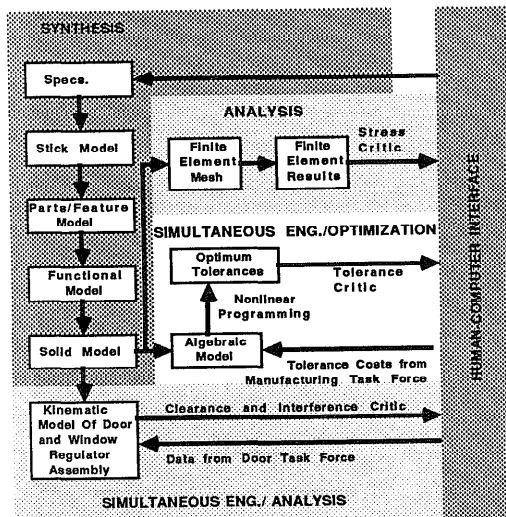 SYNTHESIS
Specs.
ANALYSIS
Stick Model
Finite
Element
Mesh
Finite
Element
Results
Stress
Critic
Parts/Feature
Model
SIMULTANEOUS ENG./OPTIMIZATION
Functional
Model
Optimum
Tolerances
Tolerance
Critic
Nonlinear
Programming
Solid Model
Algebraic
Model
Tolerance Costs from
Manufacturing Task Force
Kinematic
Model Of Door
and Window
Regulator
Assembly
Clearance and Interference Critic
Data from Door Task Force
SIMULTANEOUS ENG./ ANALYSIS
HUMAN-COMPUTER INTERFACE